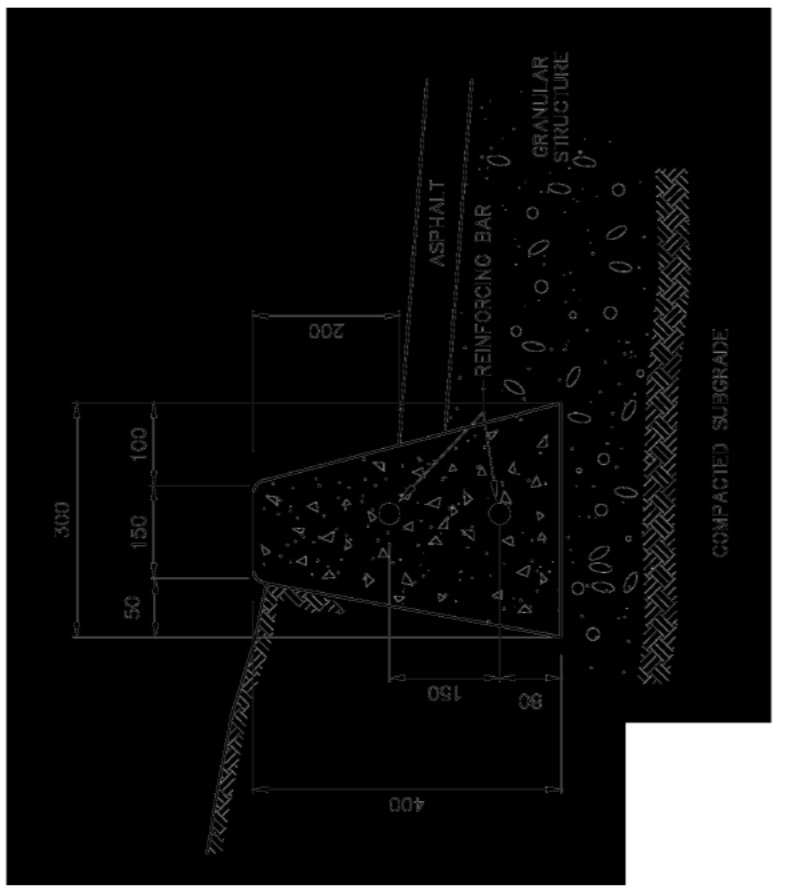 300
50
150
100
200
400
150
ASPHALT
REINFORCING BAR
80
GRANULAR
STRUCTURE
COMPACTED SUBGRADE